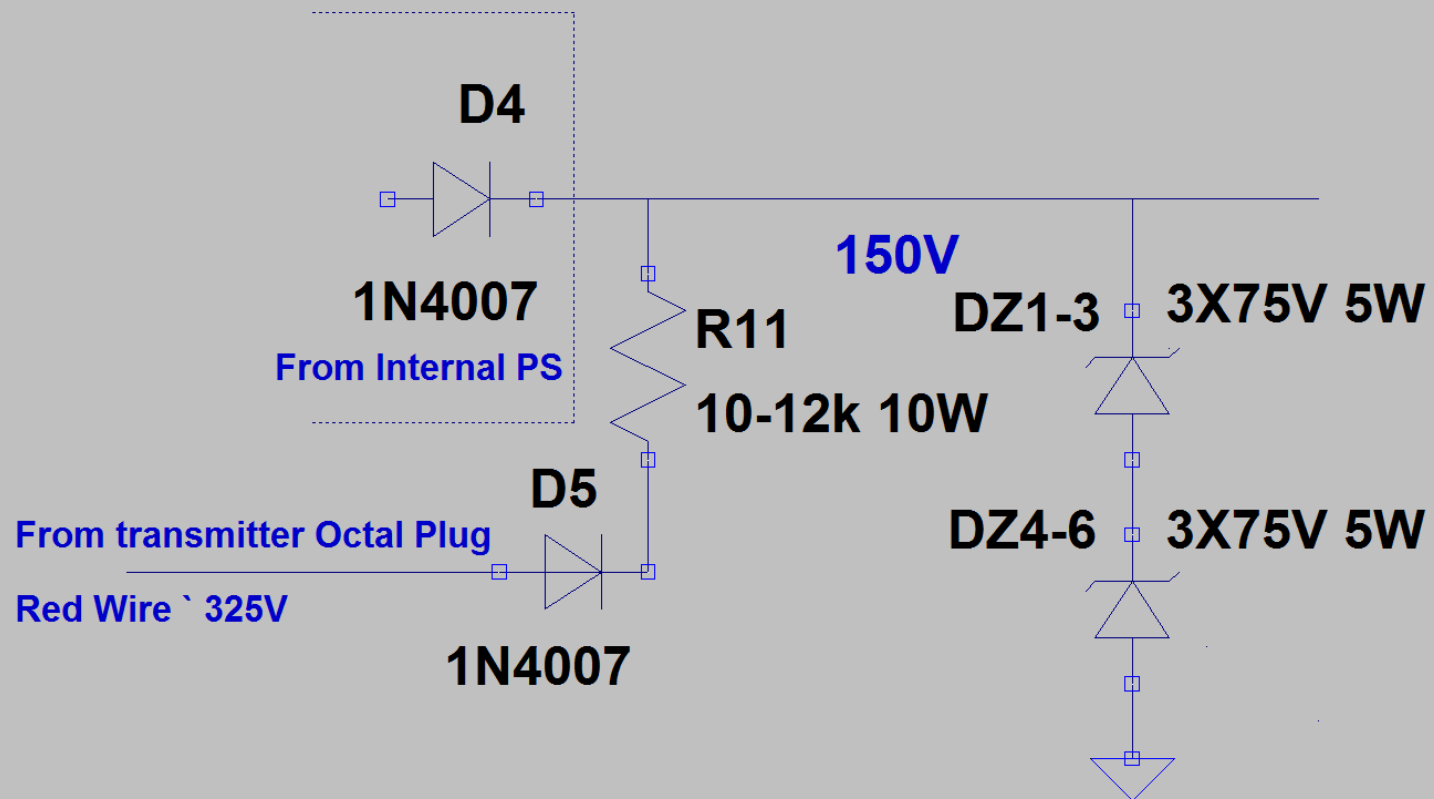 D4
1N4007
From Internal PS
150V
R11
10-12k 10W
DZ1-3 3X75V 5W
D5
From transmitter Octal Plug
Red Wire ` 325V
1N4007
DZ4-6 3X75V 5W